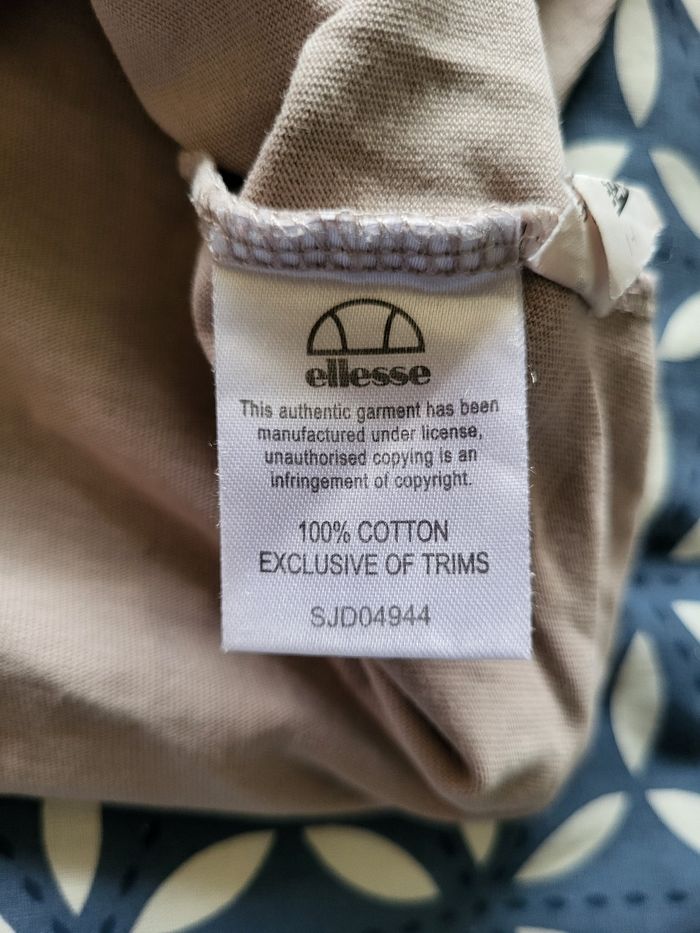 ellesse
This authentic garment has been
manufactured under license,
unauthorised copying is an
infringement of copyright.
100% COTTON
EXCLUSIVE OF TRIMS
SJD04944